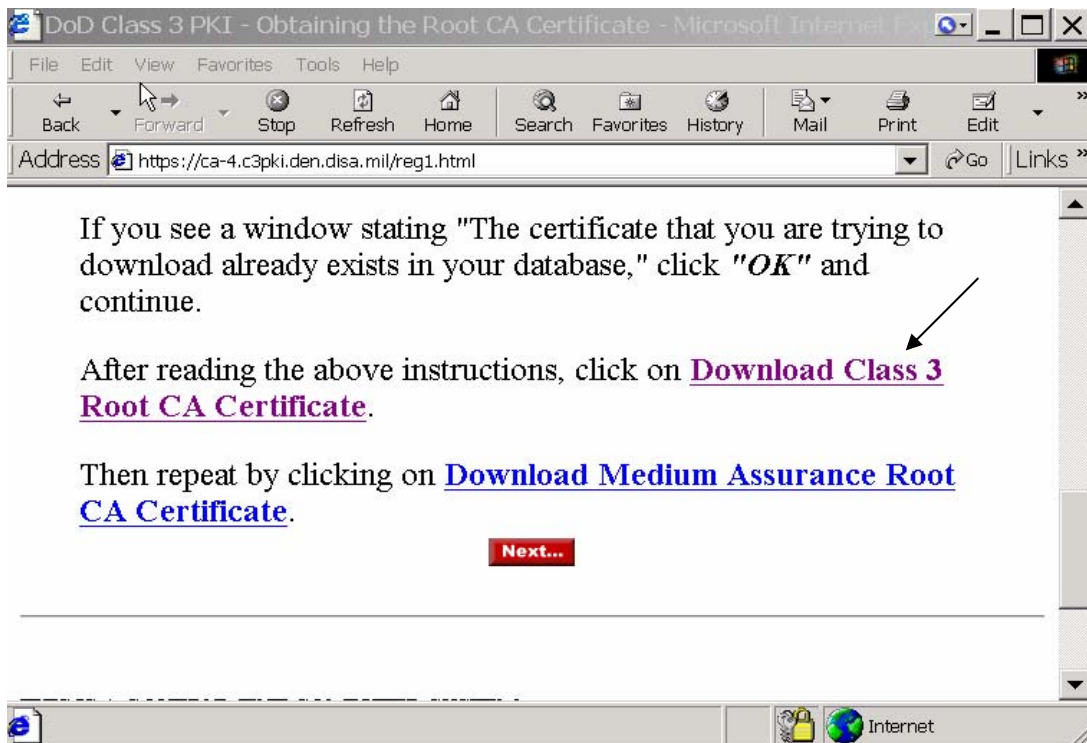 DoD Class 3 PKI - Obtaining the Root CA Certificate - Microsoft Internet Exp
File Edit View Favorites Tools Help
Back Forward Stop Refresh Home Search Favorites History Mail Print Edit
Address https://ca-4.c3pki.den.disa.mil/reg1.html Go Links »
If you see a window stating "The certificate that you are trying to
download already exists in your database," click "OK" and
continue.
After reading the above instructions, click on Download Class 3
Root CA Certificate.
Then repeat by clicking on Download Medium Assurance Root
CA Certificate.
Next...
Internet